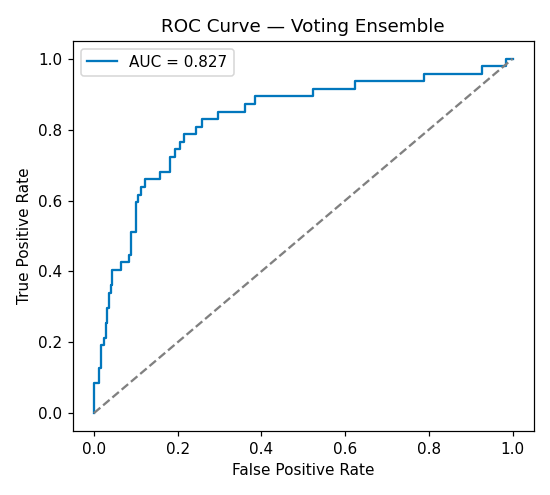 ROC Curve — Voting Ensemble
AUC = 0.827
True Positive Rate
1.0
0.8
0.6
0.4
0.2
0.0
0.0 0.2 0.4 0.6 0.8 1.0
False Positive Rate